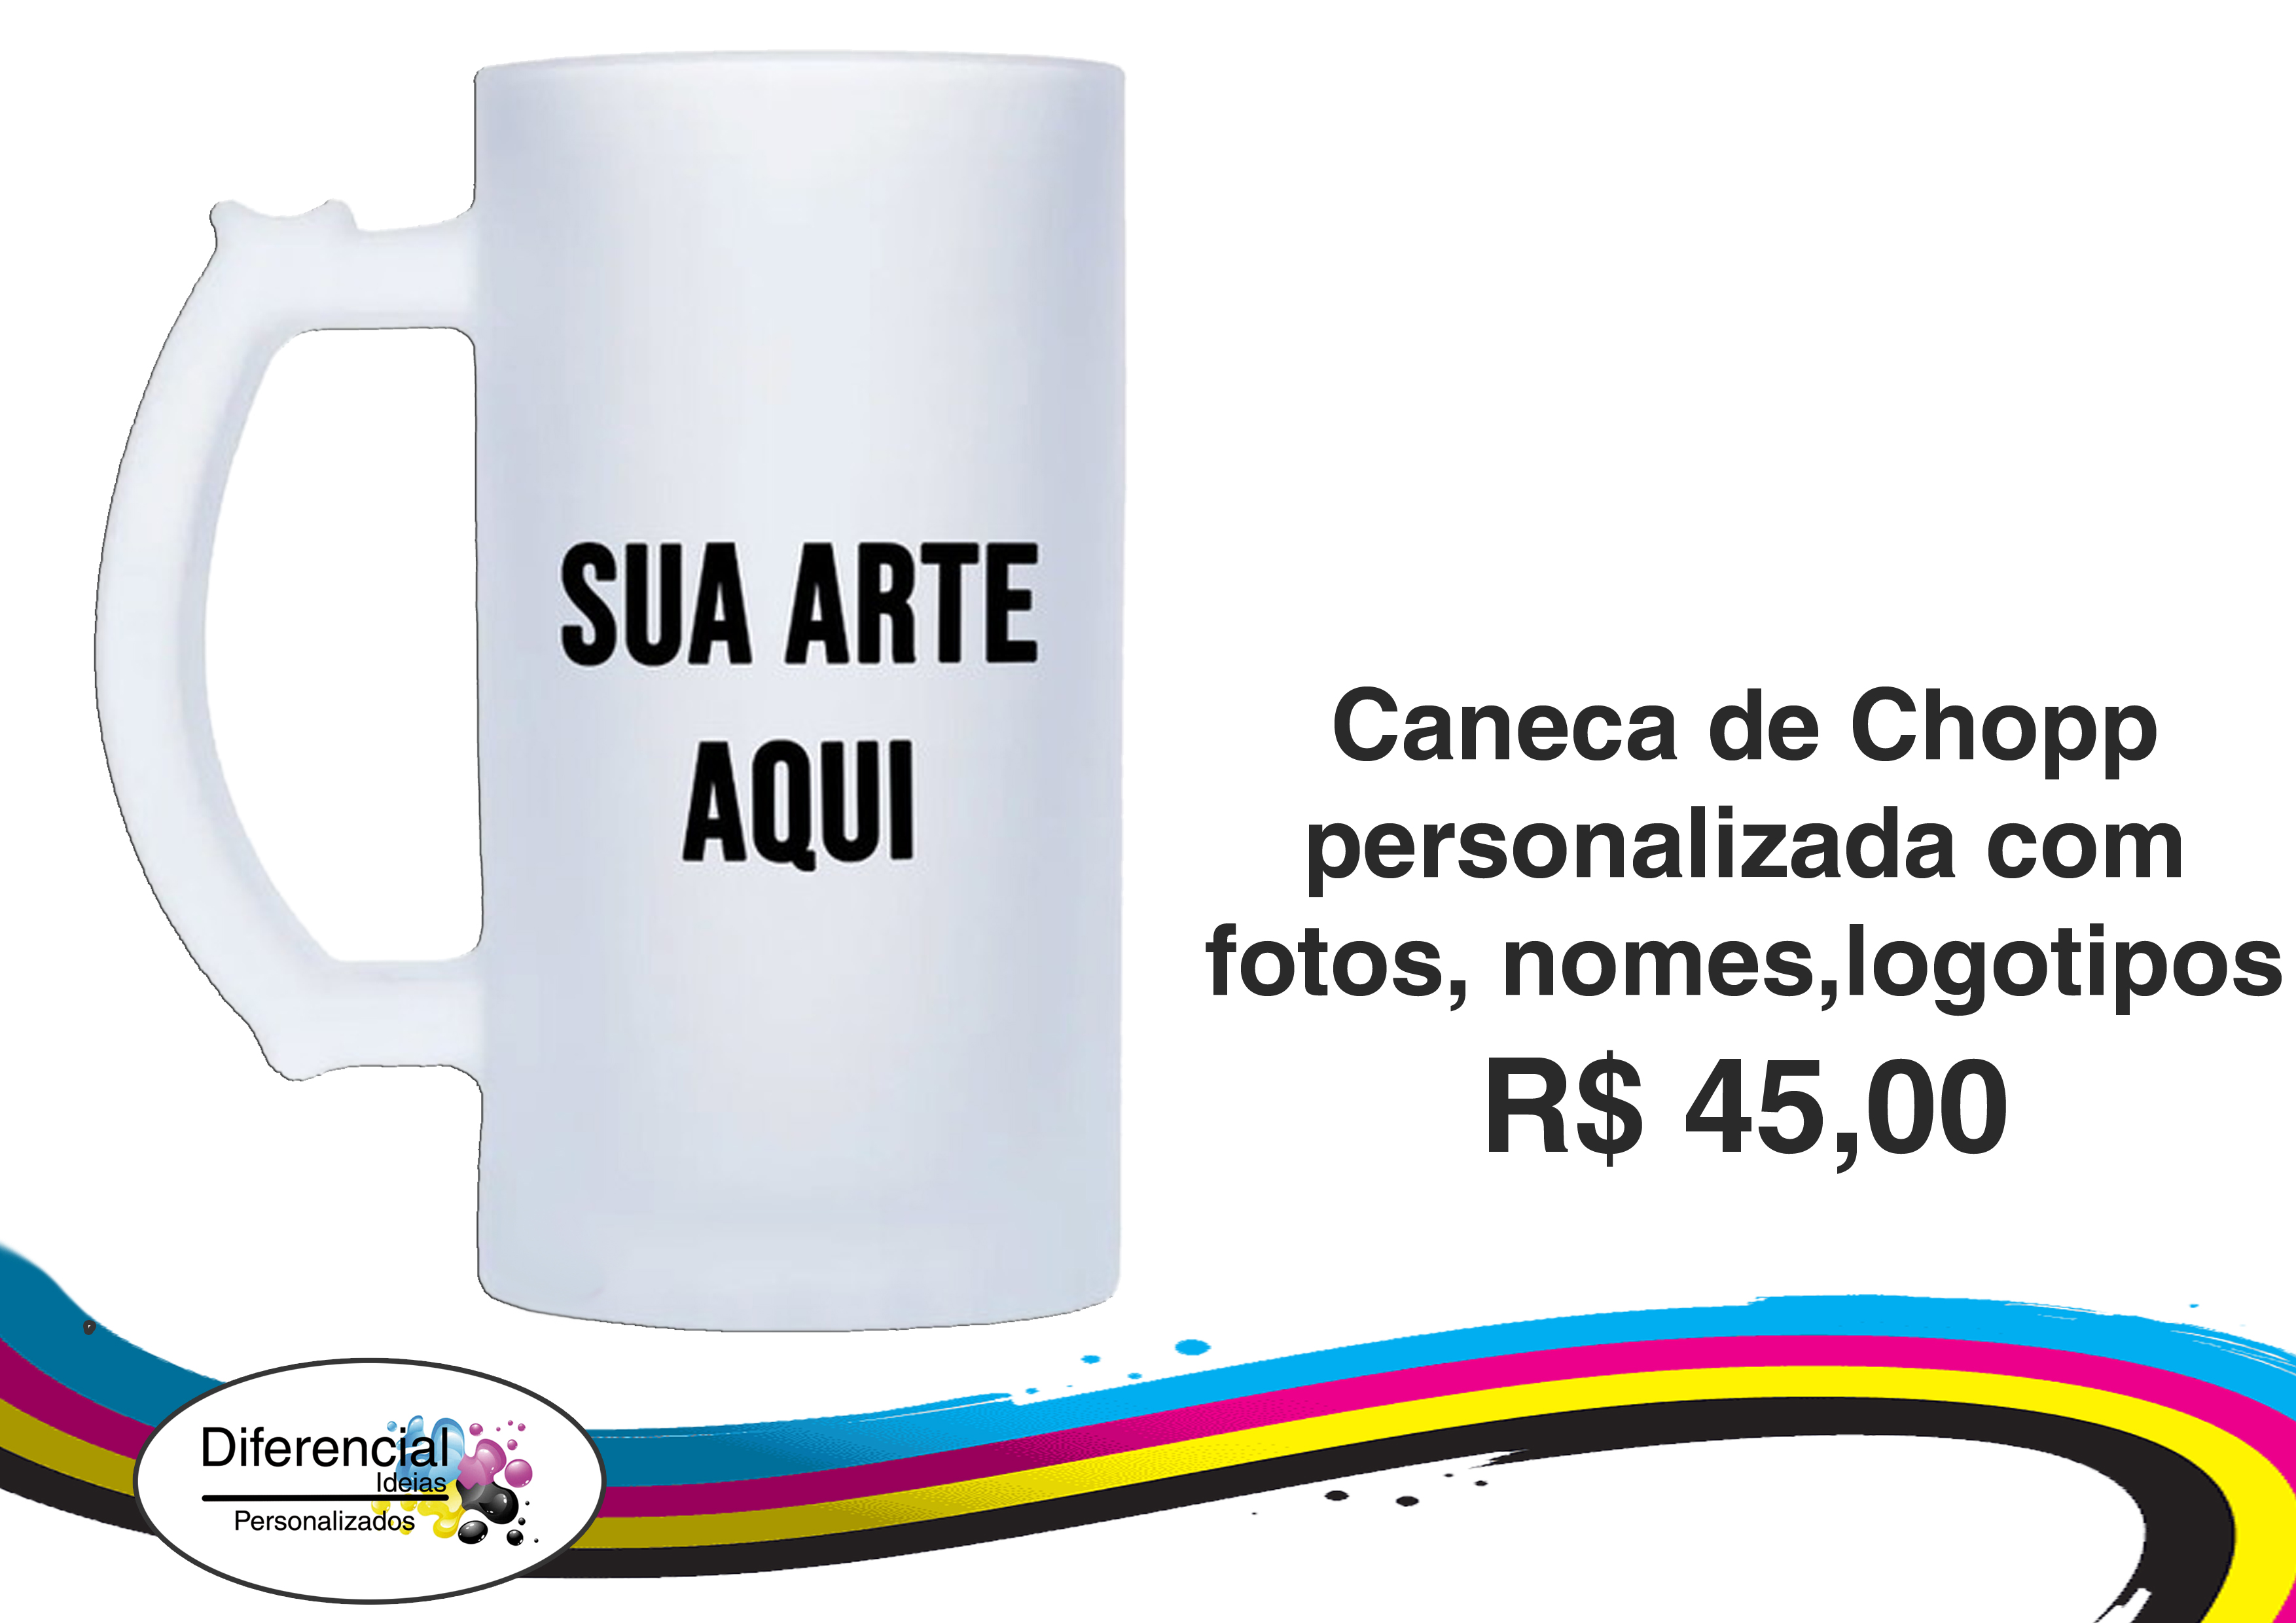 SUA ARTE
AQUI
Caneca de Chopp
personalizada com
fotos, nomes,logotipos
R$ 45,00
Diferencial
Ideias
Personalizados